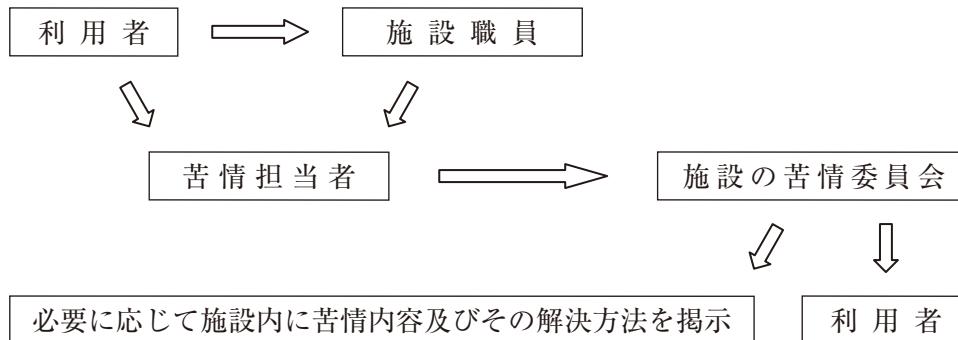 利用者
施設職員
苦情担当者
施設の苦情委員会
必要に応じて施設内に苦情内容及びその解決方法を掲示
利用者